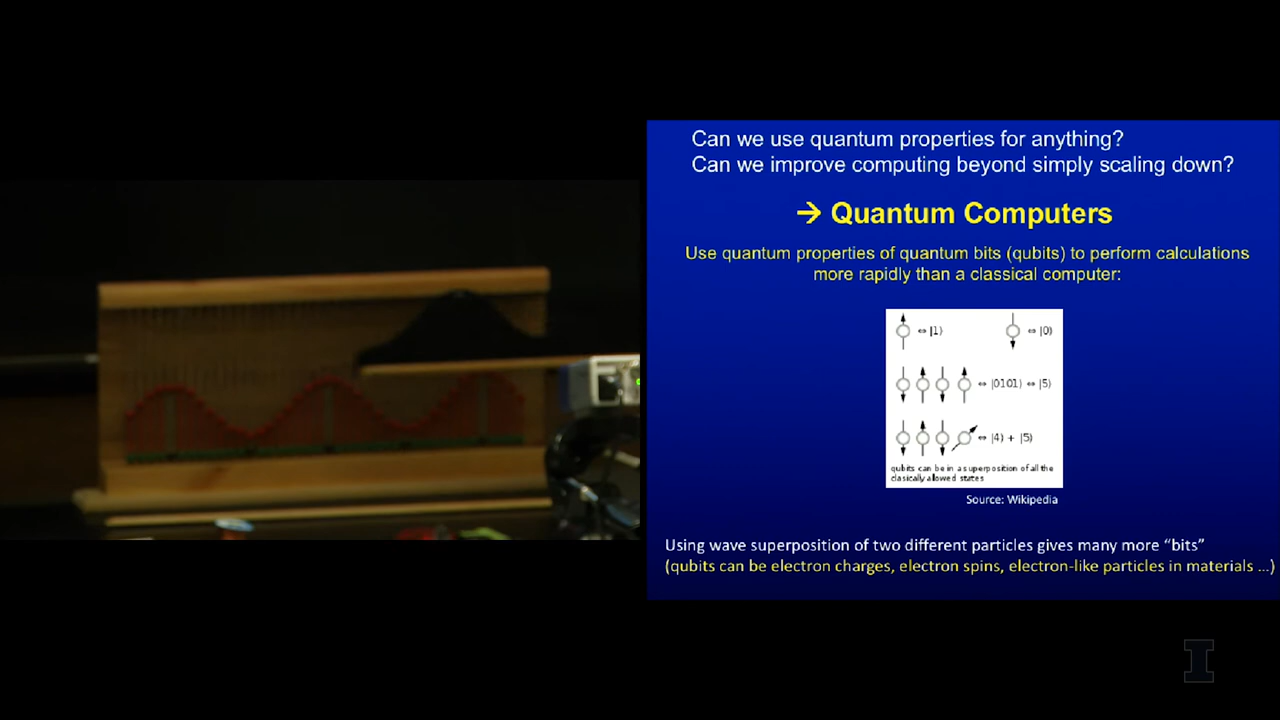 Can we use quantum properties for anything?
Can we improve computing beyond simply scaling down?
→ Quantum Computers
Use quantum properties of quantum bits (qubits) to perform calculations
more rapidly than a classical computer:
⇔ |1⟩ ⇔ |0⟩
⇔ |0101⟩ ⇔ |5⟩
⇔ |4⟩ + |5⟩
qubits can be in a superposition of all the
clasically allowed states
Source: Wikipedia
Using wave superposition of two different particles gives many more “bits”
(qubits can be electron charges, electron spins, electron-like particles in materials ...)
I